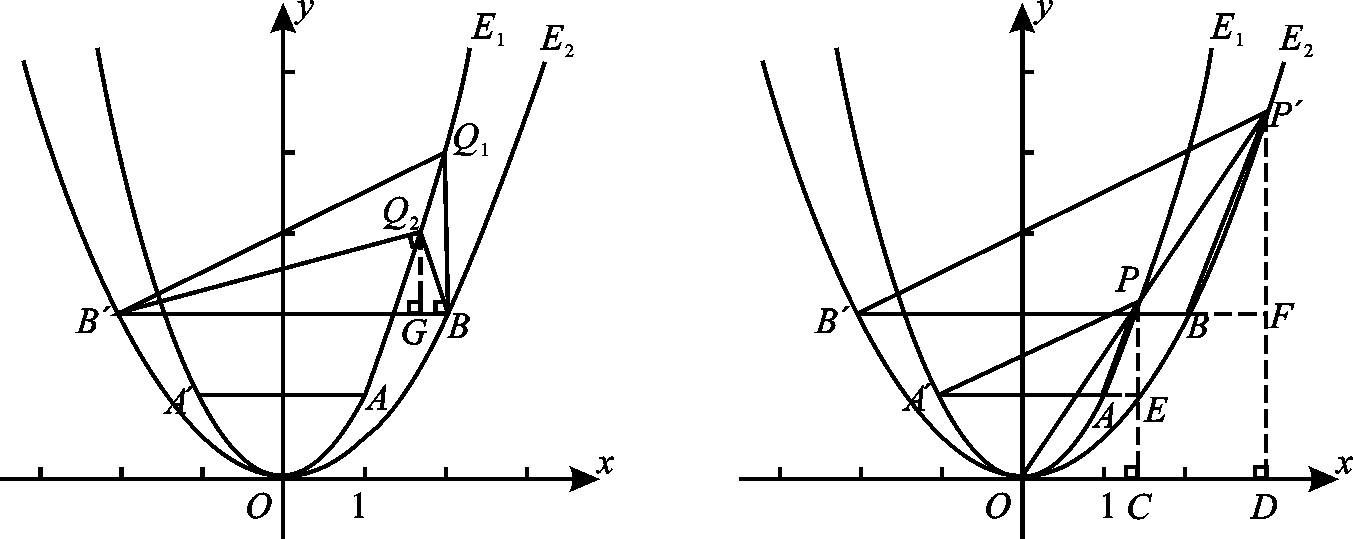 y
E₁
E₂
Q₁
Q₂
B′
G
B
A′
A
x
O
1
y
E₁
E₂
P′
P
B′
B
F
A′
A
E
x
O
1
C
D